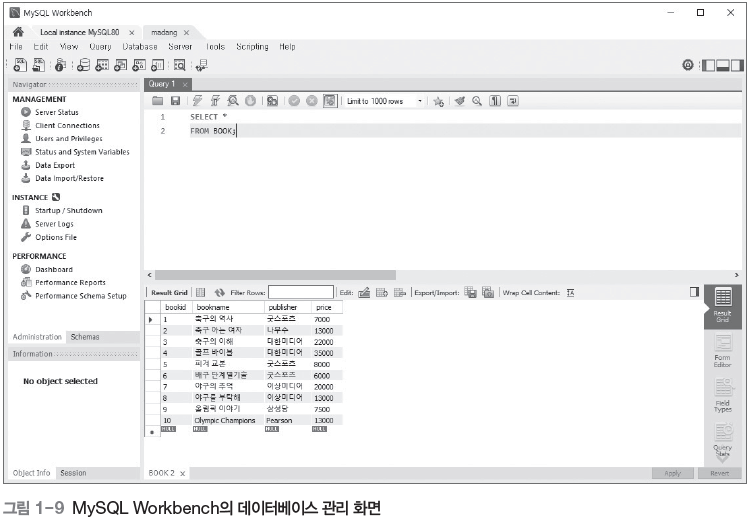 MySQL Workbench
Local instance MySQL80 × madang ×
File Edit View Query Database Server Tools Scripting Help
Navigator
MANAGEMENT
Server Status
Client Connections
Users and Privileges
Status and System Variables
Data Export
Data Import/Restore
INSTANCE
Startup / Shutdown
Server Logs
Options File
PERFORMANCE
Dashboard
Performance Reports
Performance Schema Setup
Administration Schemas
Information
No object selected
Object Info Session
Query 1 ×
Limit to 1000 rows
1 SELECT *
2 FROM BOOK;
Result Grid Filter Rows: Edit: Export/Import: Wrap Cell Content:
bookid bookname publisher price
1 축구의 역사 굿스포츠 7000
2 축구 아는 여자 나무수 13000
3 축구의 이해 대한미디어 22000
4 골프 바이블 대한미디어 35000
5 피겨 교본 굿스포츠 8000
6 배구 단계별기술 굿스포츠 6000
7 야구의 추억 이상미디어 20000
8 야구를 부탁해 이상미디어 13000
9 올림픽 이야기 삼성당 7500
10 Olympic Champions Pearson 13000
NULL NULL NULL NULL
Result Grid
Form Editor
Field Types
Query Stats
BOOK 2 ×
Apply Revert
그림 1-9 MySQL Workbench의 데이터베이스 관리 화면